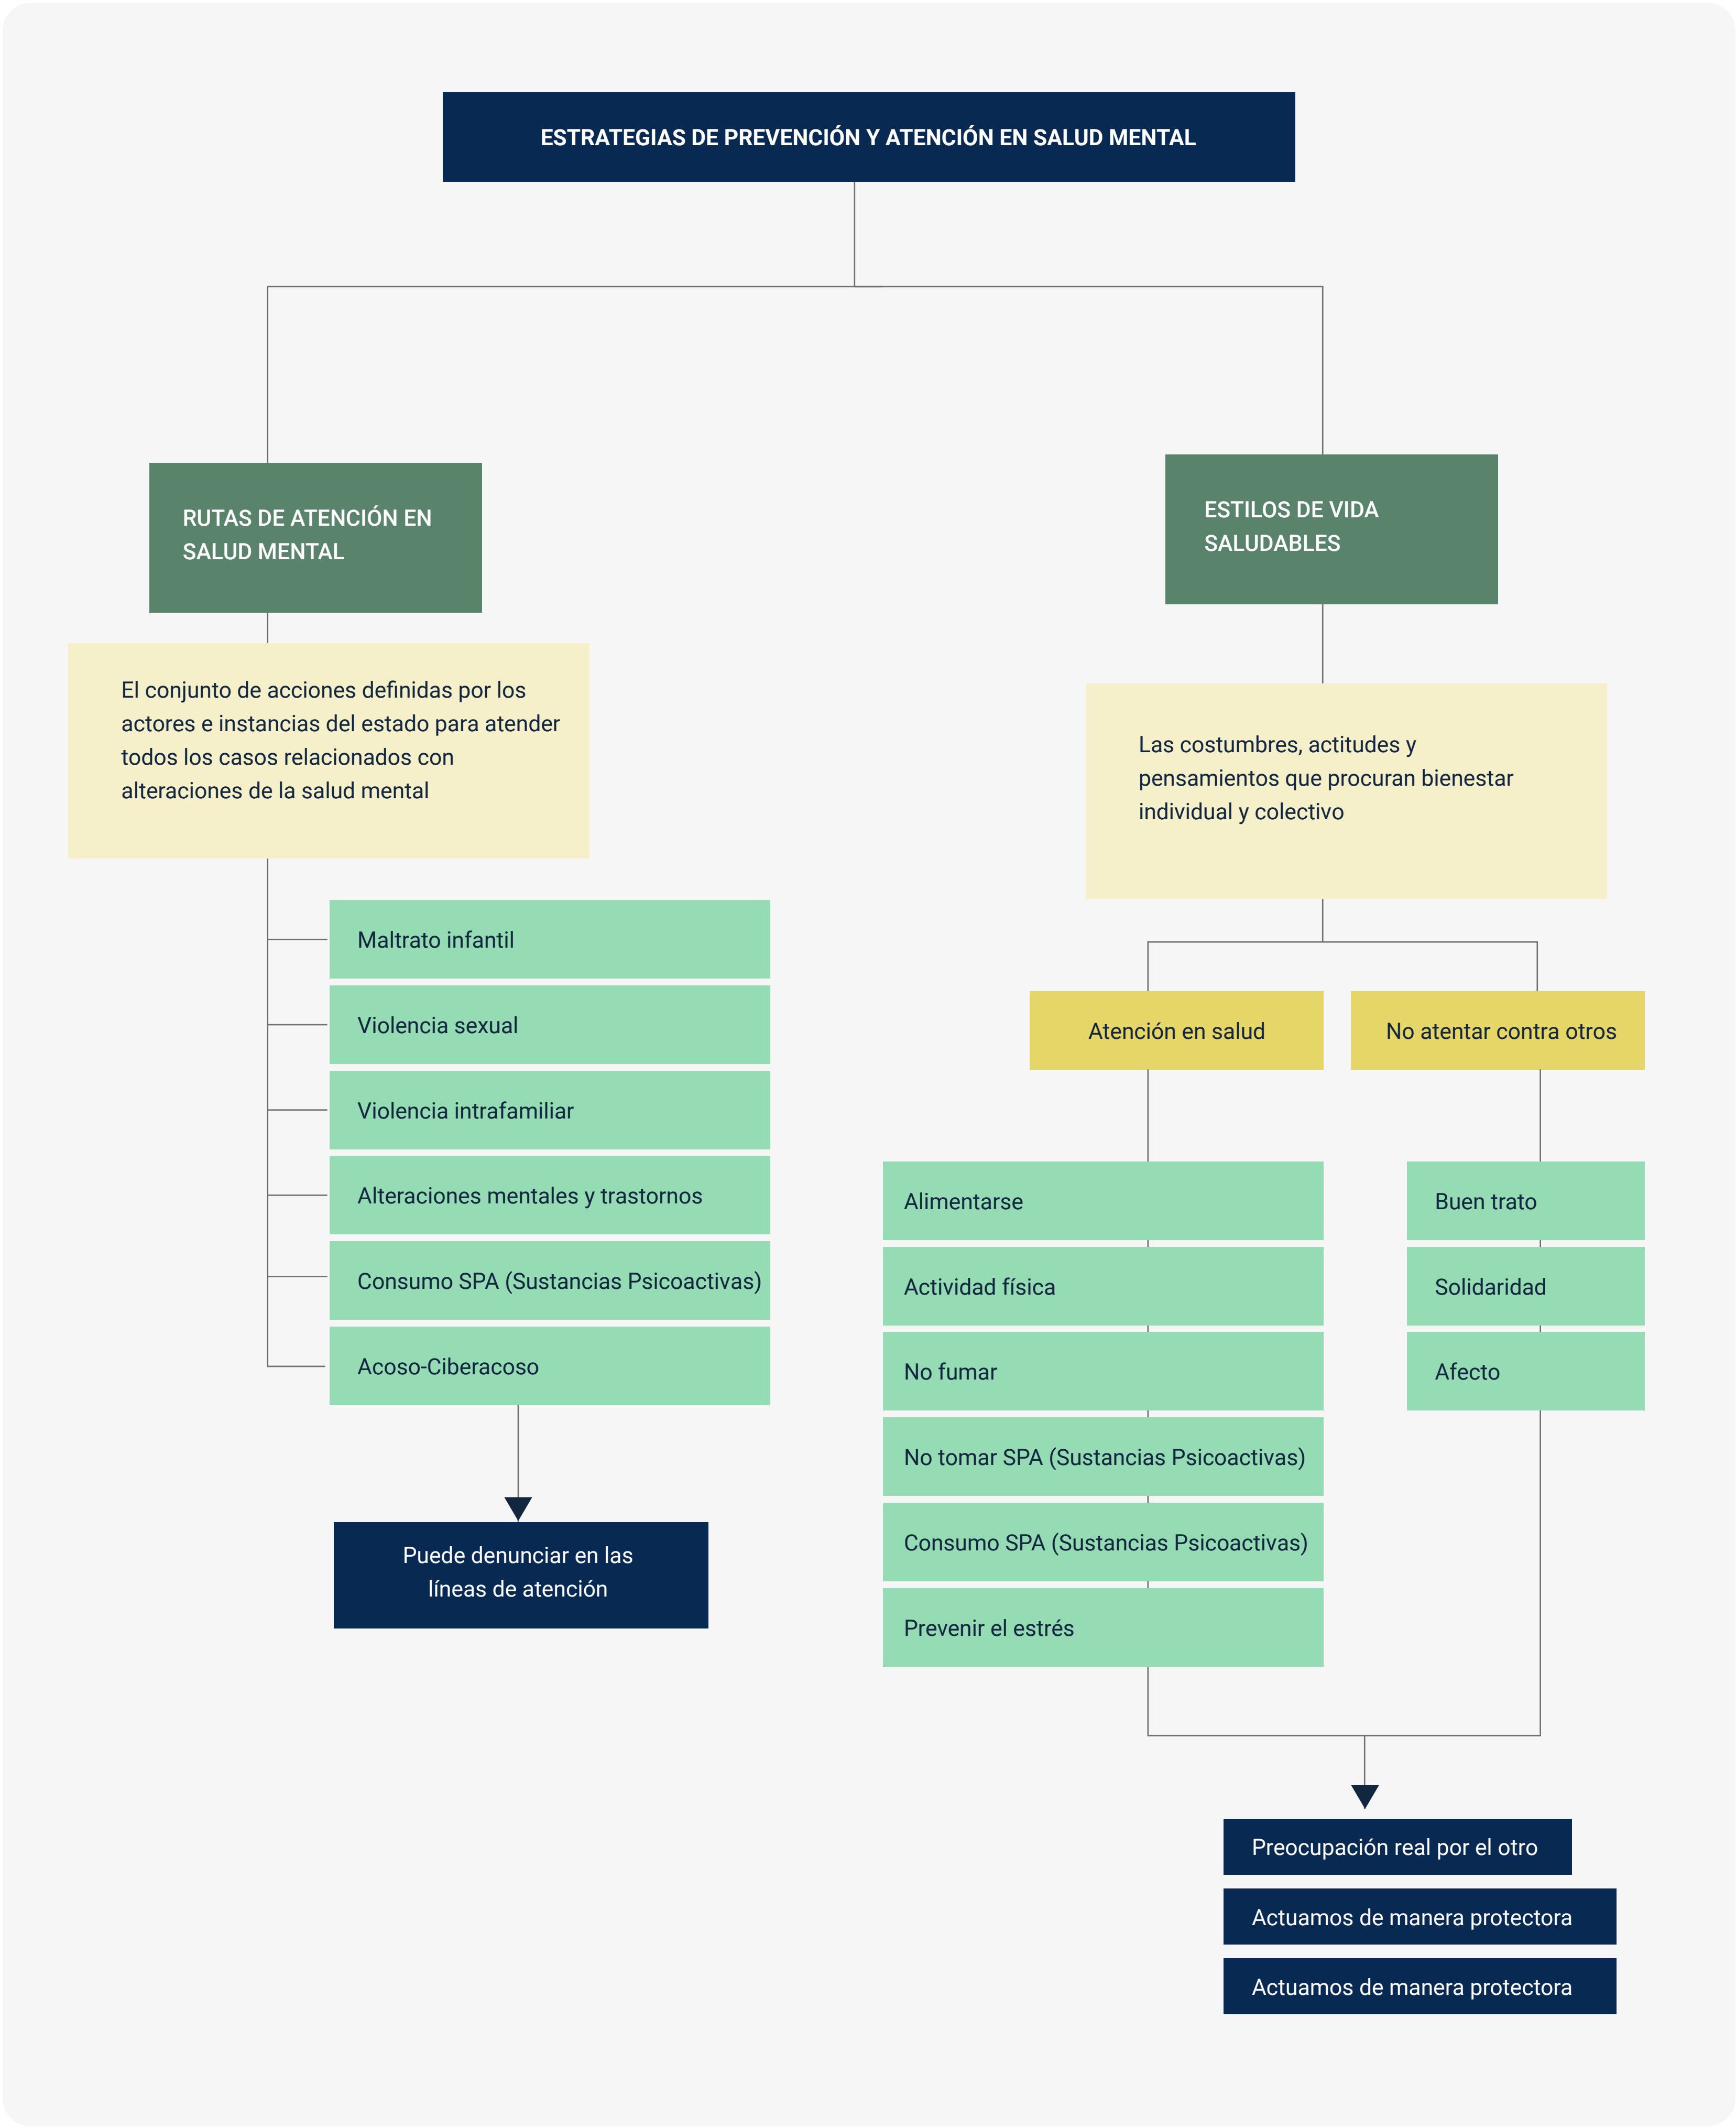 ESTRATEGIAS DE PREVENCIÓN Y ATENCIÓN EN SALUD MENTAL
RUTAS DE ATENCIÓN EN
SALUD MENTAL
El conjunto de acciones definidas por los
actores e instancias del estado para atender
todos los casos relacionados con
alteraciones de la salud mental
Maltrato infantil
Violencia sexual
Violencia intrafamiliar
Alteraciones mentales y trastornos
Consumo SPA (Sustancias Psicoactivas)
Acoso-Ciberacoso
Puede denunciar en las
líneas de atención
ESTILOS DE VIDA
SALUDABLES
Las costumbres, actitudes y
pensamientos que procuran bienestar
individual y colectivo
Atención en salud
Alimentarse
Actividad física
No fumar
No tomar SPA (Sustancias Psicoactivas)
Consumo SPA (Sustancias Psicoactivas)
Prevenir el estrés
No atentar contra otros
Buen trato
Solidaridad
Afecto
Preocupación real por el otro
Actuamos de manera protectora
Actuamos de manera protectora